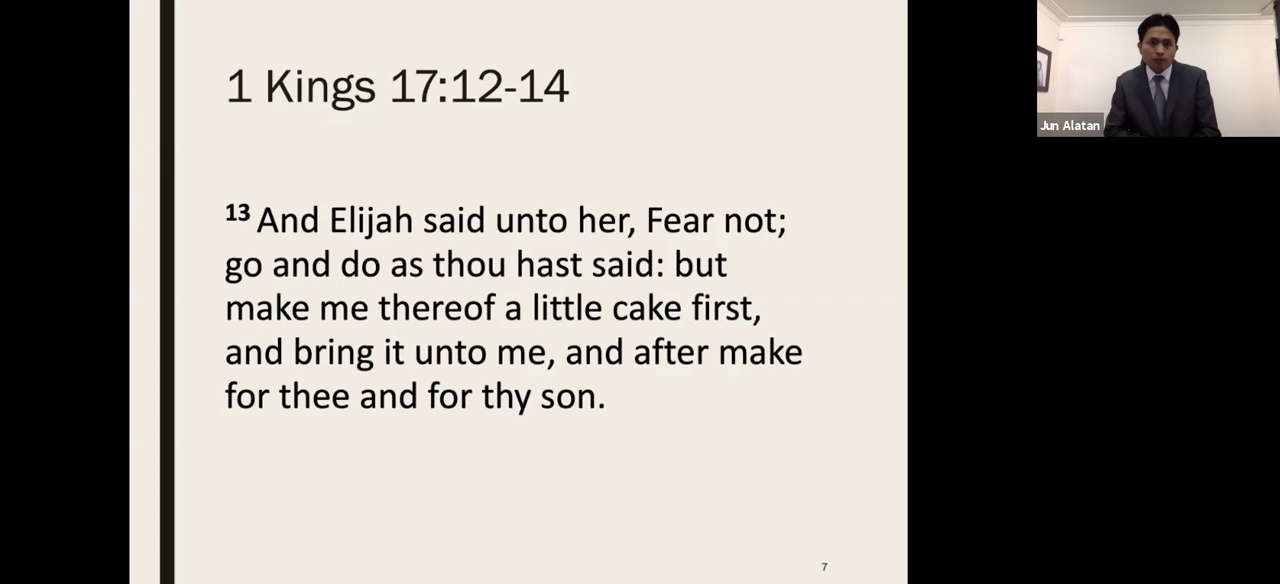 1 Kings 17:12-14
13 And Elijah said unto her, Fear not;
go and do as thou hast said: but
make me thereof a little cake first,
and bring it unto me, and after make
for thee and for thy son.
7
Jun Alatan